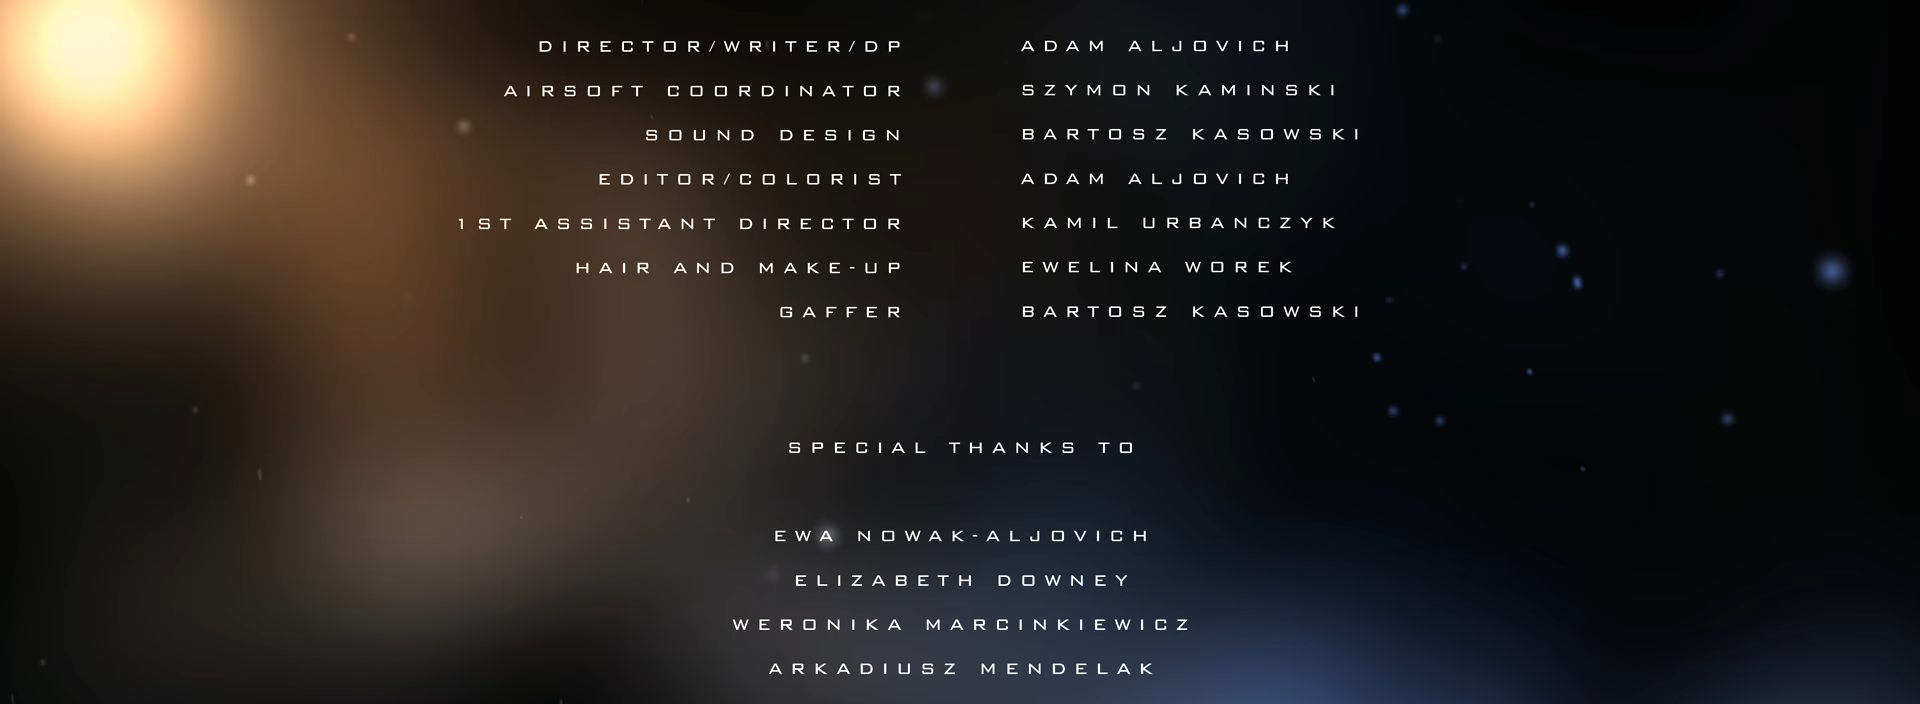 DIRECTOR/WRITER/DP ADAM ALJOVICH
AIRSOFT COORDINATOR SZYMON KAMINSKI
SOUND DESIGN BARTOSZ KASOWSKI
EDITOR/COLORIST ADAM ALJOVICH
1ST ASSISTANT DIRECTOR KAMIL URBANCZYK
HAIR AND MAKE-UP EWELINA WOREK
GAFFER BARTOSZ KASOWSKI
SPECIAL THANKS TO
EWA NOWAK-ALJOVICH
ELIZABETH DOWNEY
WERONIKA MARCINKIEWICZ
ARKADIUSZ MENDELAK